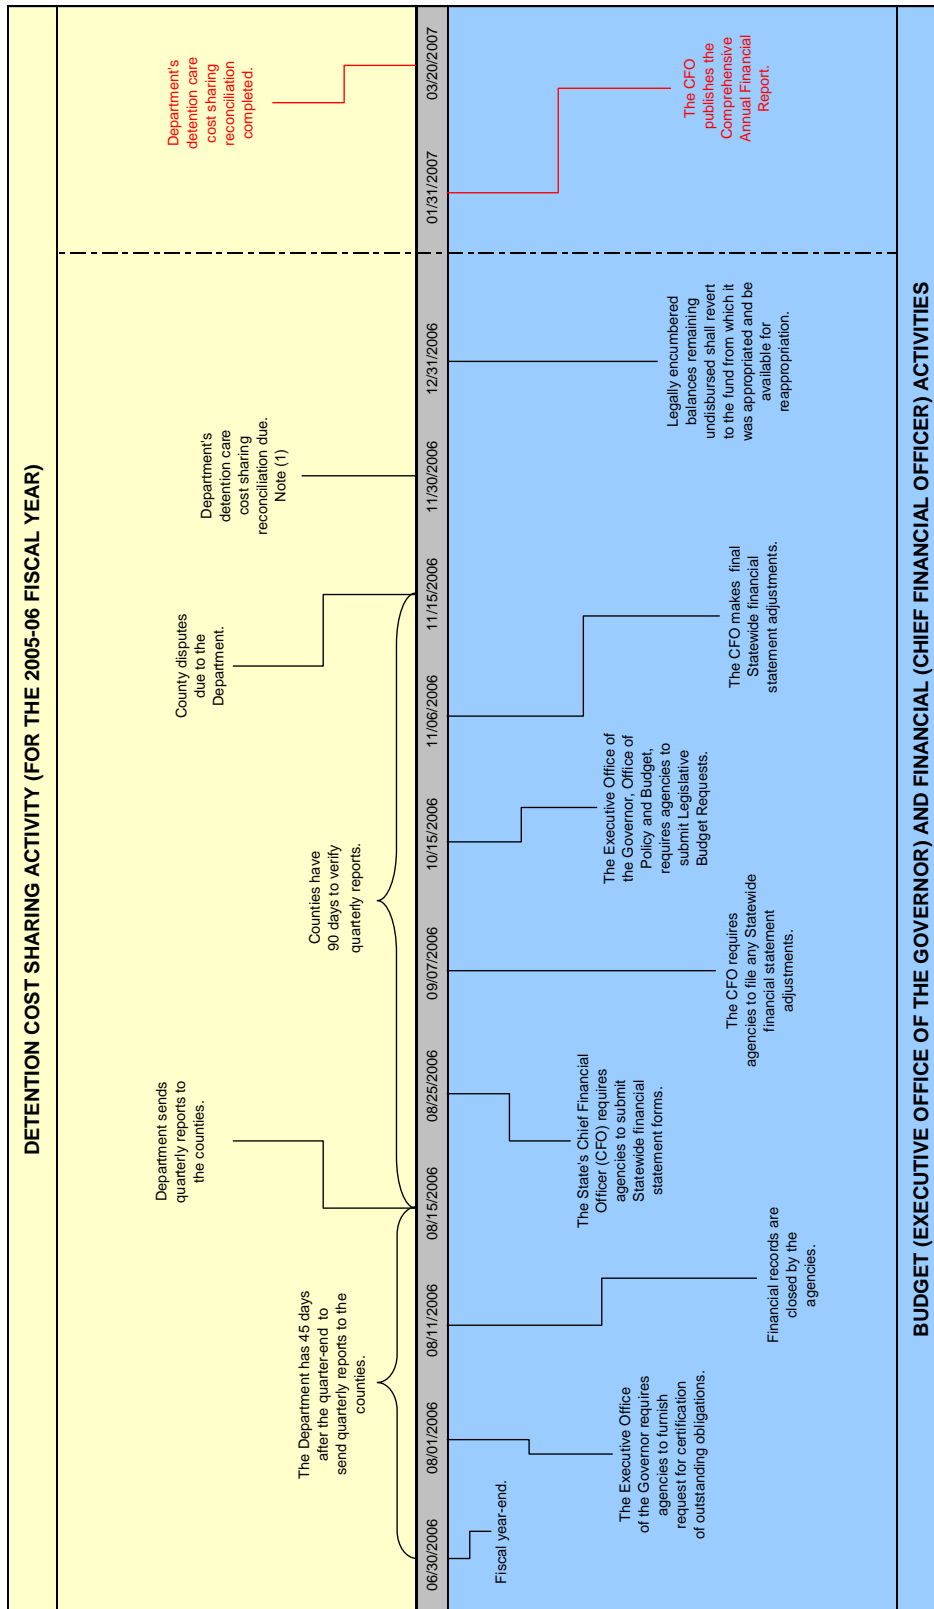 DETENTION COST SHARING ACTIVITY (FOR THE 2005-06 FISCAL YEAR)
The Department has 45 days
after the quarter-end to
send quarterly reports to the
counties.
Department sends
quarterly reports to
the counties.
Counties have
90 days to verify
quarterly reports.
County disputes
due to the
Department.
Department's
detention care
cost sharing
reconciliation due.
Note (1)
Department's
detention care
cost sharing
reconciliation
completed.
06/30/2006
08/01/2006
08/11/2006
08/15/2006
08/25/2006
09/07/2006
10/15/2006
11/06/2006
11/15/2006
11/30/2006
12/31/2006
01/31/2007
03/20/2007
Fiscal year-end.
The Executive Office
of the Governor requires
agencies to furnish
request for certification
of outstanding obligations.
Financial records are
closed by the
agencies.
The State's Chief Financial
Officer (CFO) requires
agencies to submit
Statewide financial
statement forms.
The CFO requires
agencies to file any Statewide
financial statement
adjustments.
The Executive Office of
the Governor, Office of
Policy and Budget,
requires agencies to
submit Legislative
Budget Requests.
The CFO makes final
Statewide financial
statement adjustments.
Legally encumbered
balances remaining
undisbursed shall revert
to the fund from which it
was appropriated and be
available for
reappropriation.
The CFO
publishes the
Comprehensive
Annual Financial
Report.
BUDGET (EXECUTIVE OFFICE OF THE GOVERNOR) AND FINANCIAL (CHIEF FINANCIAL OFFICER) ACTIVITIES